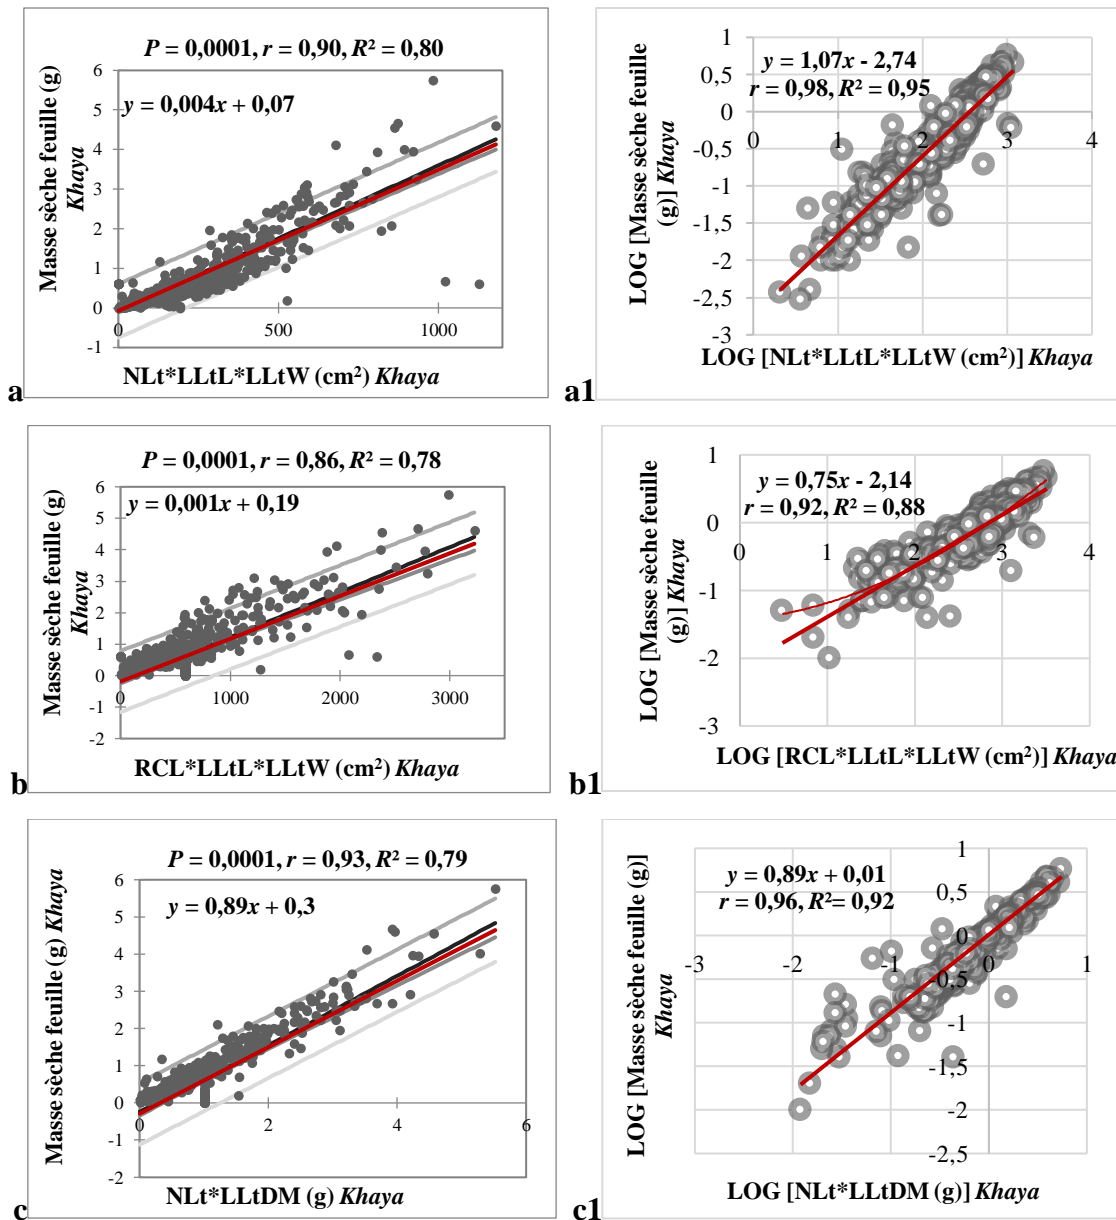 P = 0,0001, r = 0,90, R² = 0,80
y = 0,004x + 0,07
Masse sèche feuille (g)
Khaya
6
5
4
3
2
1
0
-1
0
500
1000
NLt*LLtL*LLtW (cm²) Khaya
a
y = 1,07x - 2,74
r = 0,98, R² = 0,95
LOG [Masse sèche feuille
(g)] Khaya
1
0,5
0
-0,5
-1
-1,5
-2
-2,5
-3
0
1
2
3
4
LOG [NLt*LLtL*LLtW (cm²)] Khaya
a1
P = 0,0001, r = 0,86, R² = 0,78
y = 0,001x + 0,19
Masse sèche feuille (g)
Khaya
6
5
4
3
2
1
0
-1
-2
0
1000
2000
3000
RCL*LLtL*LLtW (cm²) Khaya
b
y = 0,75x - 2,14
r = 0,92, R² = 0,88
LOG [Masse sèche feuille
(g)] Khaya
1
0
-1
-2
-3
0
1
2
3
4
LOG [RCL*LLtL*LLtW (cm²)] Khaya
b1
P = 0,0001, r = 0,93, R² = 0,79
y = 0,89x + 0,3
Masse sèche feuille (g) Khaya
6
5
4
3
2
1
0
-1
-2
0
2
4
6
NLt*LLtDM (g) Khaya
c
y = 0,89x + 0,01
r = 0,96, R²= 0,92
LOG [Masse sèche feuille (g)]
Khaya
1
0,5
0
-0,5
-1
-1,5
-2
-2,5
-3
-2
-1
0
1
LOG [NLt*LLtDM (g)] Khaya
c1